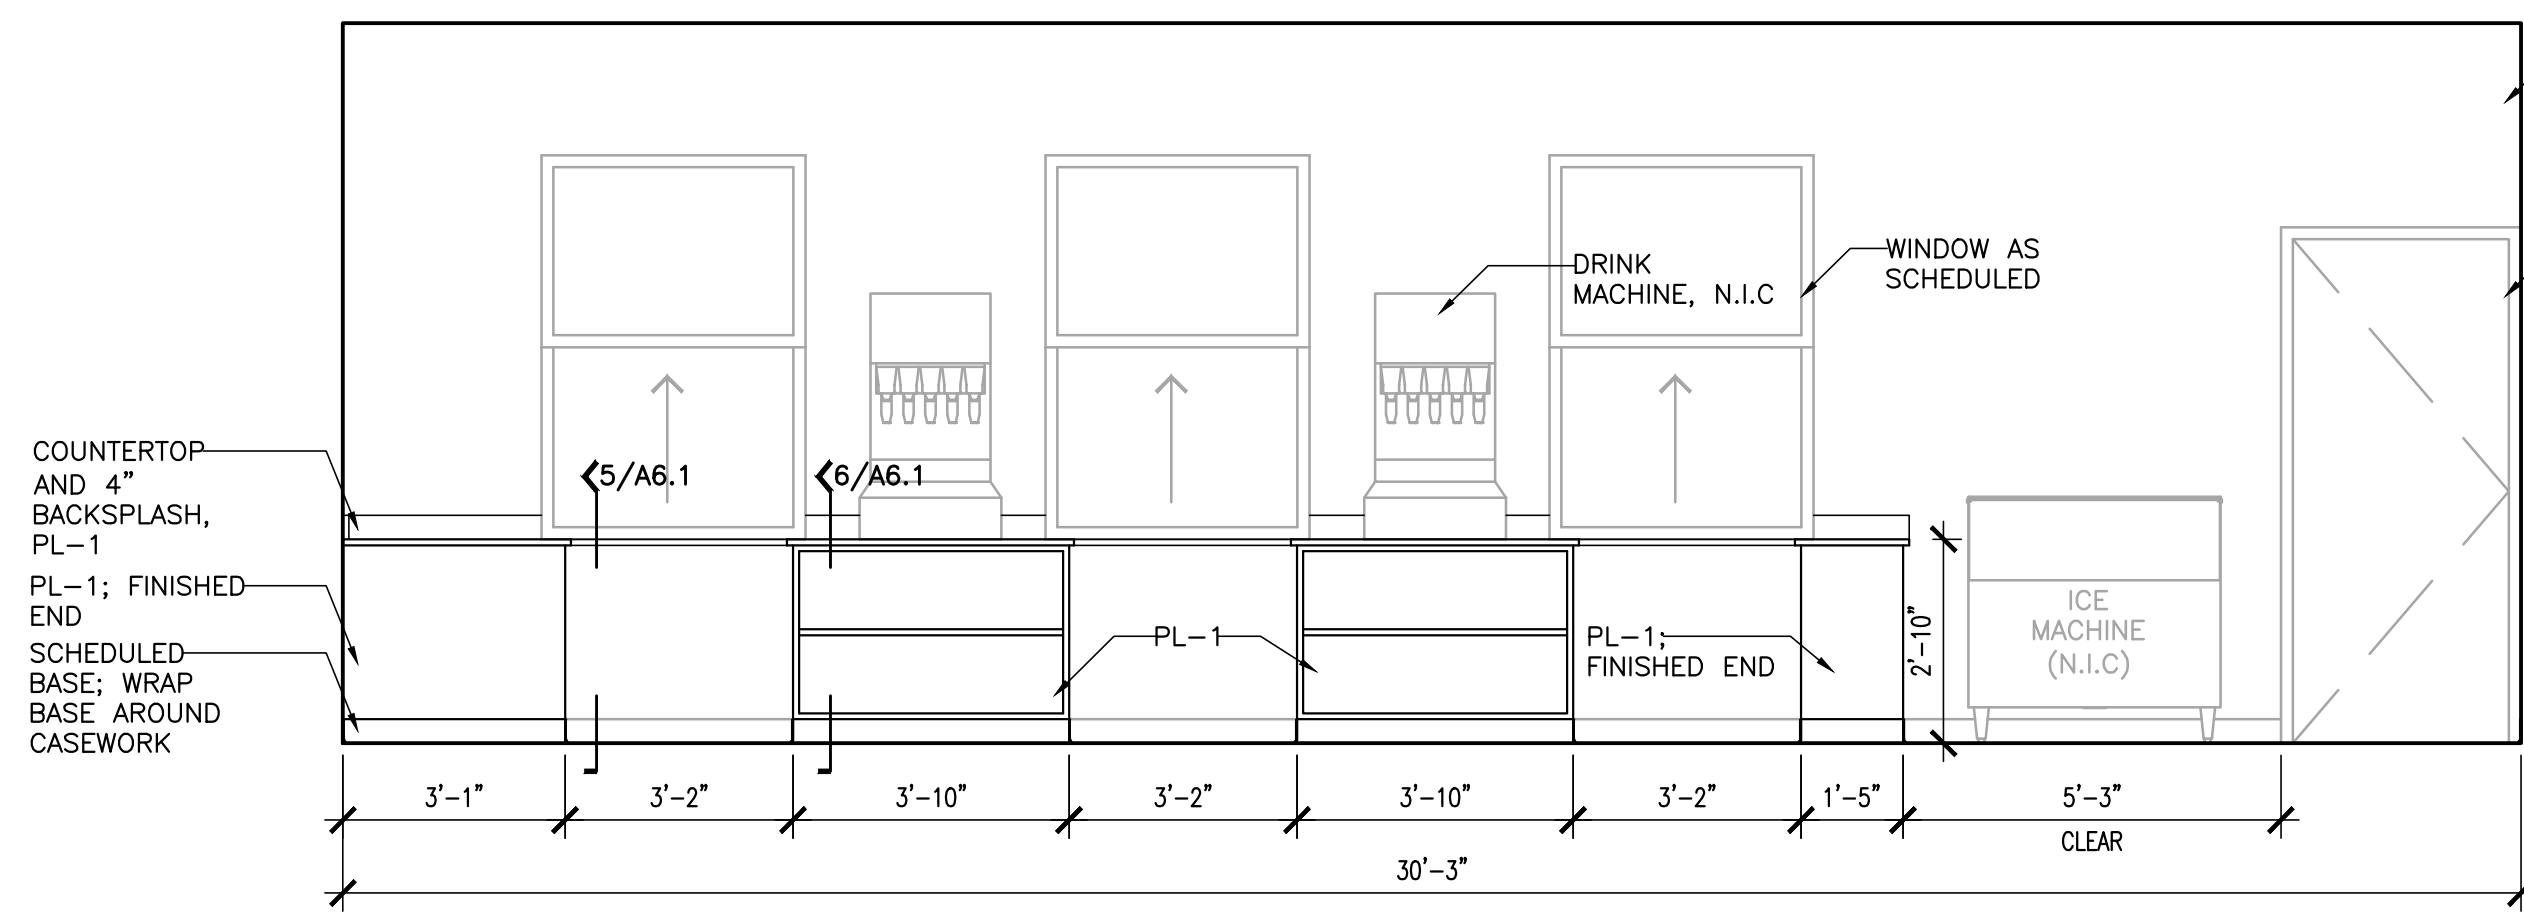 DRINK
MACHINE, N.I.C
WINDOW AS
SCHEDULED
COUNTERTOP
AND 4”
BACKSPLASH,
PL-1
5/A6.1
6/A6.1
PL-1; FINISHED
END
SCHEDULED
BASE; WRAP
BASE AROUND
CASEWORK
PL-1
PL-1;
FINISHED END
2'-10”
ICE
MACHINE
(N.I.C)
3'-1”
3'-2”
3'-10”
3'-2”
3'-10”
3'-2”
1'-5”
5'-3”
CLEAR
30'-3”